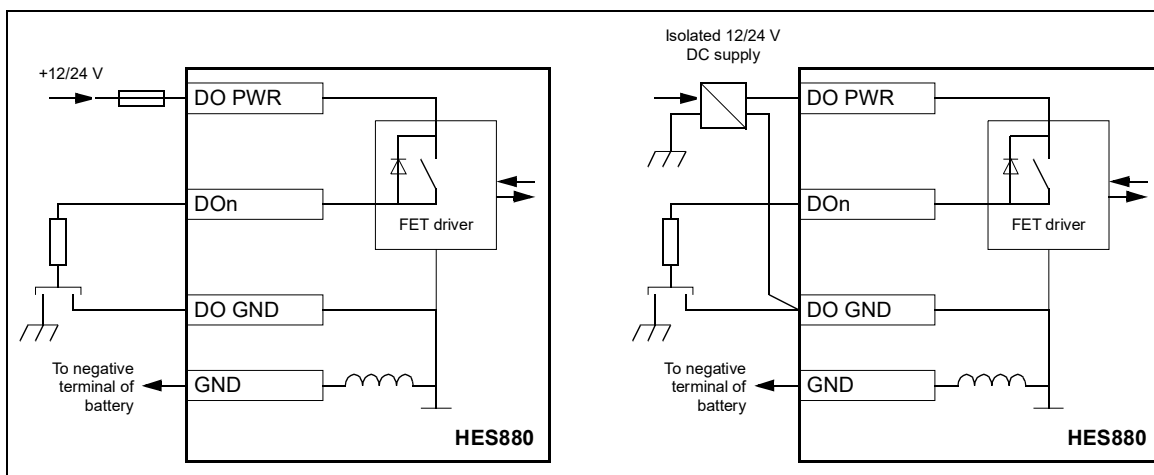 +12/24 V
DO PWR
DOn
FET driver
DO GND
To negative
terminal of
battery
GND
HES880
Isolated 12/24 V
DC supply
DO PWR
DOn
FET driver
DO GND
To negative
terminal of
battery
GND
HES880